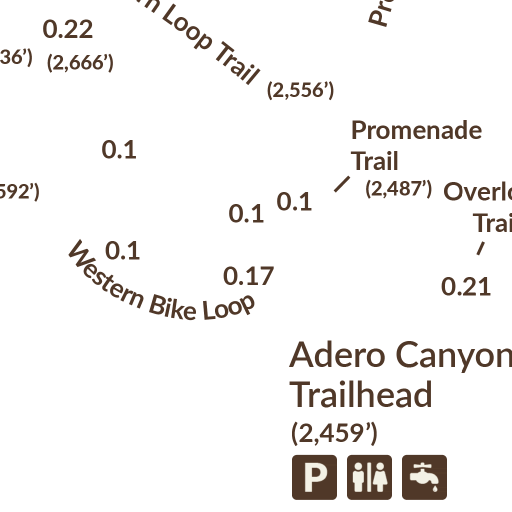 0.22
(2,666’)
Loop Trail
(2,556’)
0.1
Promenade
Trail
(2,487’)
0.1
0.1
0.1
Western Bike Loop
0.17
0.21
Adero Canyon
Trailhead
(2,459’)
P